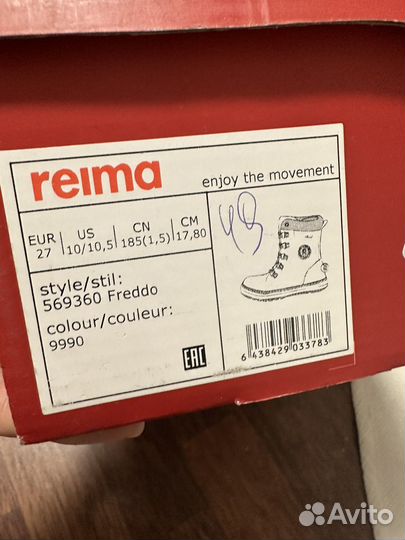 reima
enjoy the movement
EUR 27
US 10/10,5
CN 185(1,5)
CM 17,80
style/stil:
569360 Freddo
colour/couleur:
9990
EAC
6 438429 033783
Avito